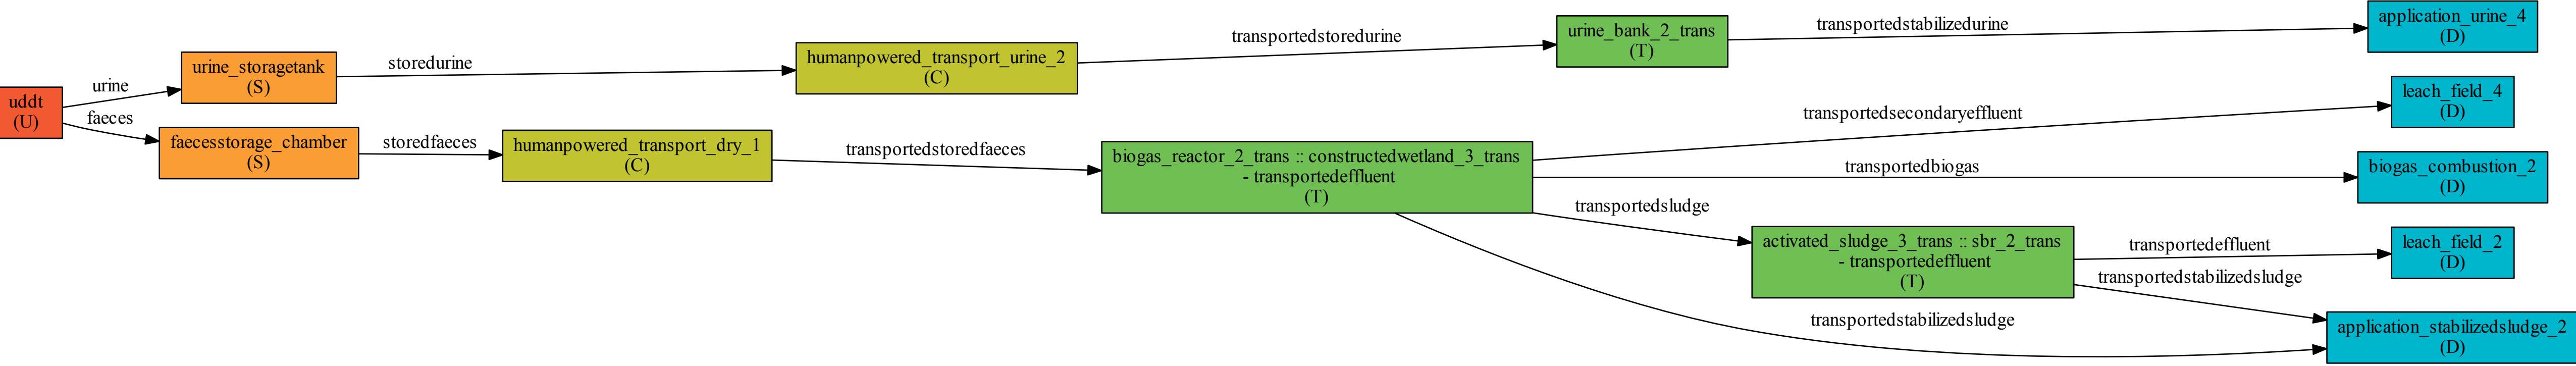 uddt
(U)
urine
faeces
urine_storagetank
(S)
faecesstorage_chamber
(S)
storedurine
storedfaeces
humanpowered_transport_urine_2
(C)
humanpowered_transport_dry_1
(C)
transportedstoredurine
transportedstoredfaeces
urine_bank_2_trans
(T)
biogas_reactor_2_trans :: constructedwetland_3_trans
- transportedeffluent
(T)
transportedstabilizedurine
transportedsecondaryeffluent
transportedbiogas
transportedsludge
transportedstabilizedsludge
activated_sludge_3_trans :: sbr_2_trans
- transportedeffluent
(T)
transportedeffluent
transportedstabilizedsludge
application_urine_4
(D)
leach_field_4
(D)
biogas_combustion_2
(D)
leach_field_2
(D)
application_stabilizedsludge_2
(D)